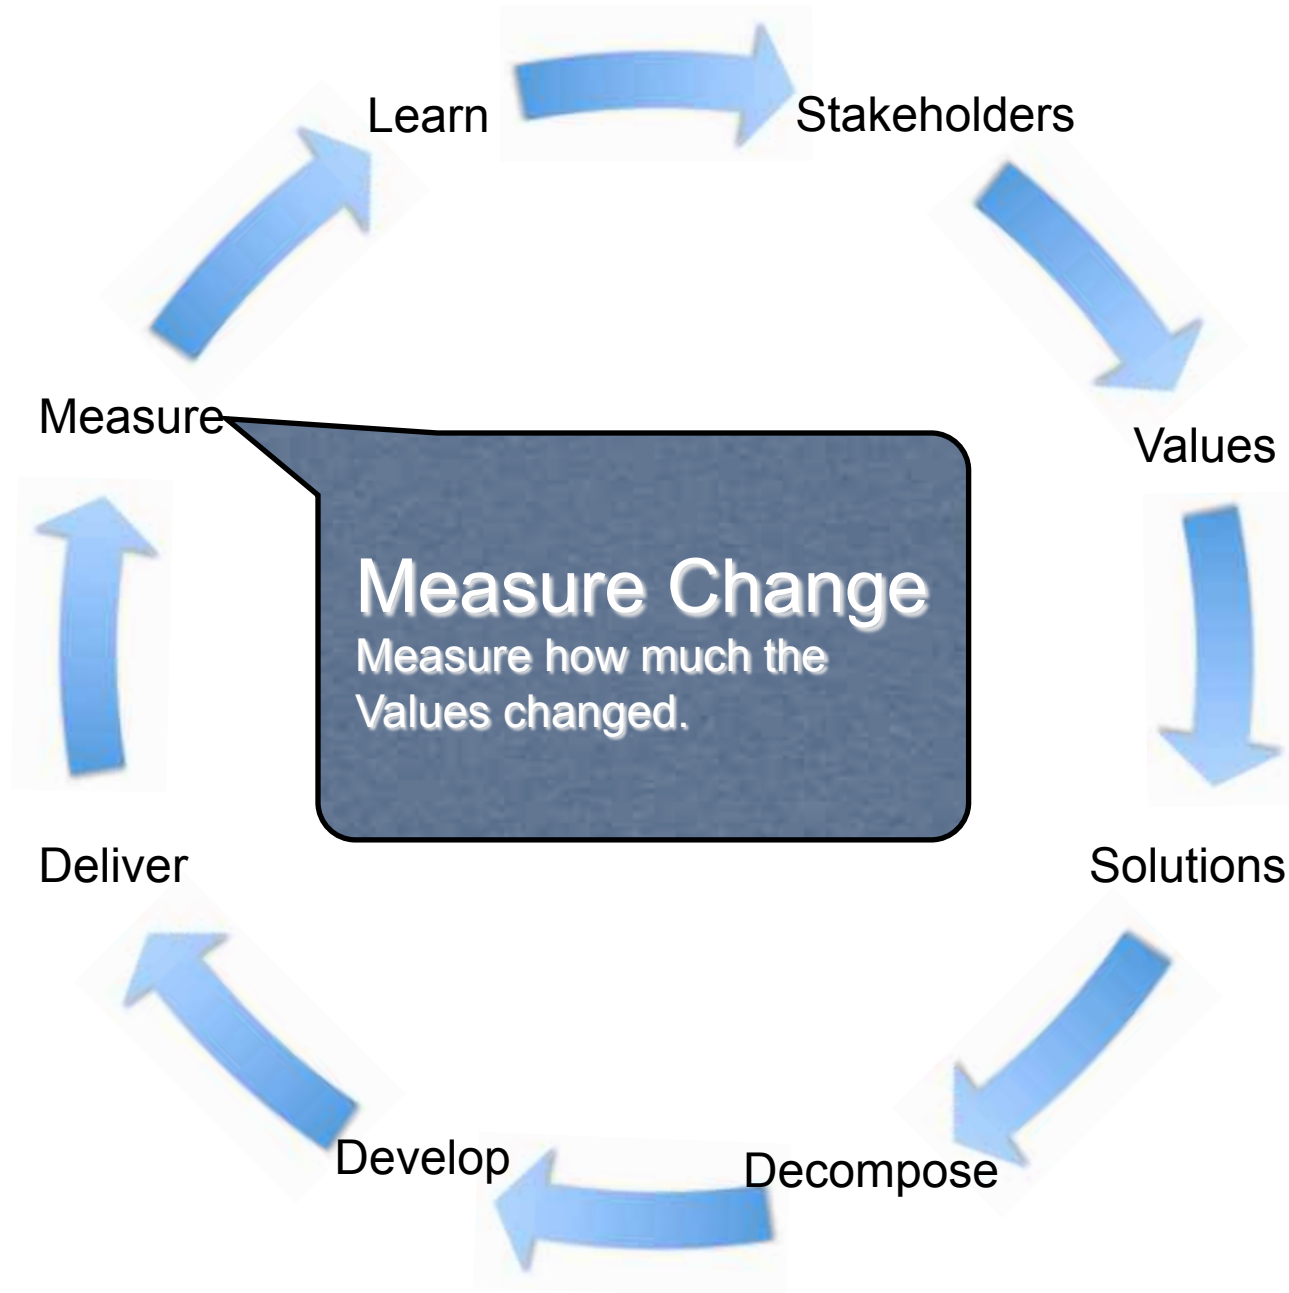 Learn
Stakeholders
Measure
Values
Measure Change
Measure how much the
Values changed.
Deliver
Solutions
Develop
Decompose